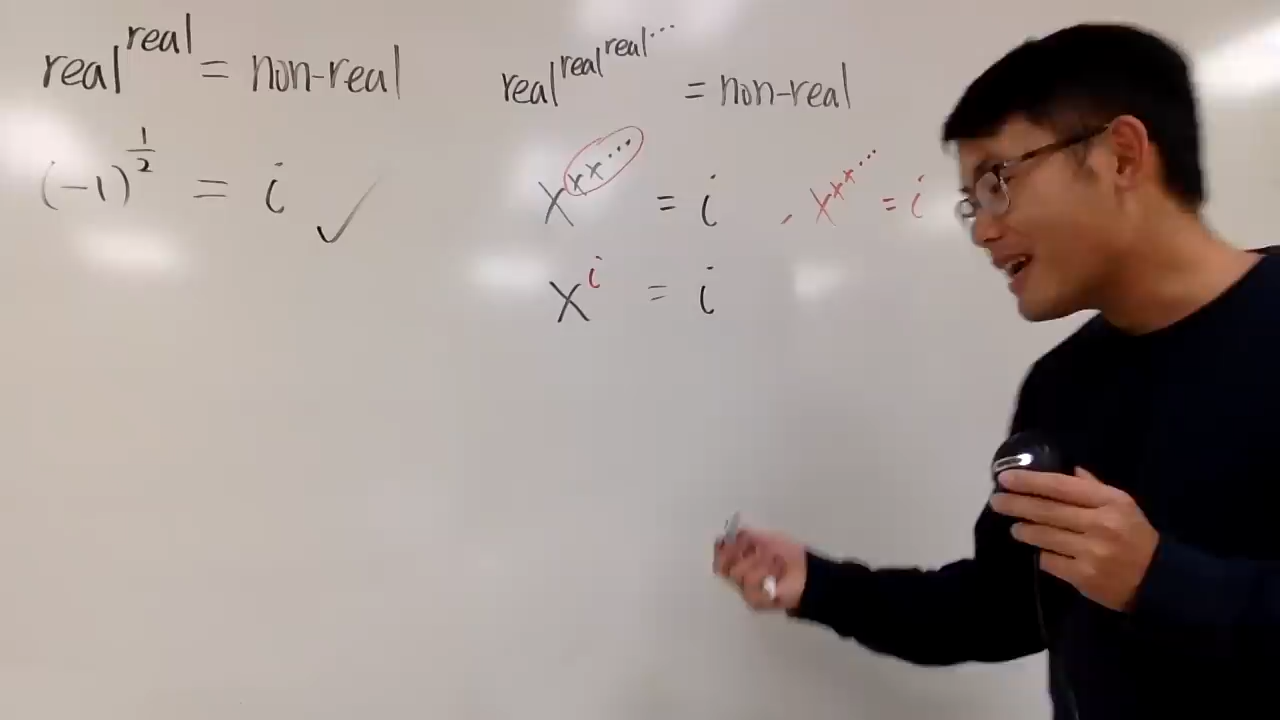 real^real = non-real
(-1)^{1/2} = i ✓
real^{real^{real^{...}}} = non-real
x^{x^{x^{...}}} = i , x^{x^{x^{...}}} = i
x^i = i